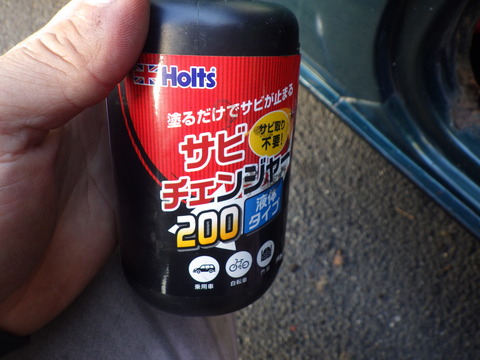 Holts
塗るだけでサビが止まる
サビ取り
不要!
サビ
チェンジャー
200
液体
タイプ
乗用車
自転車